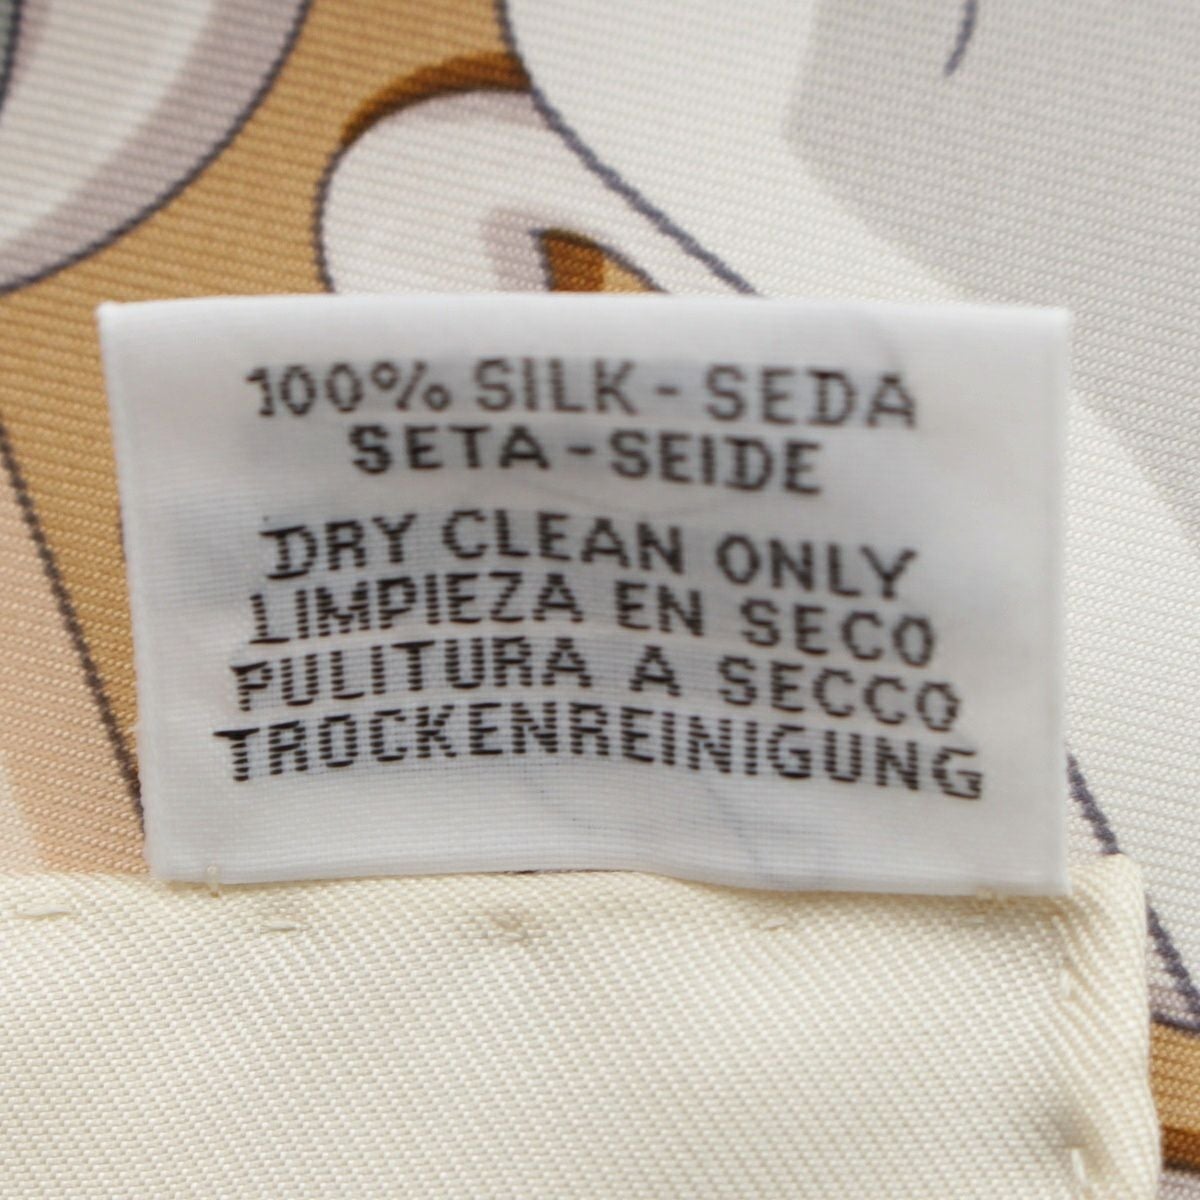 100% SILK - SEDA
SETA - SEIDE
DRY CLEAN ONLY
LIMPIEZA EN SECO
PULITURA A SECCO
TROCKENREINIGUNG